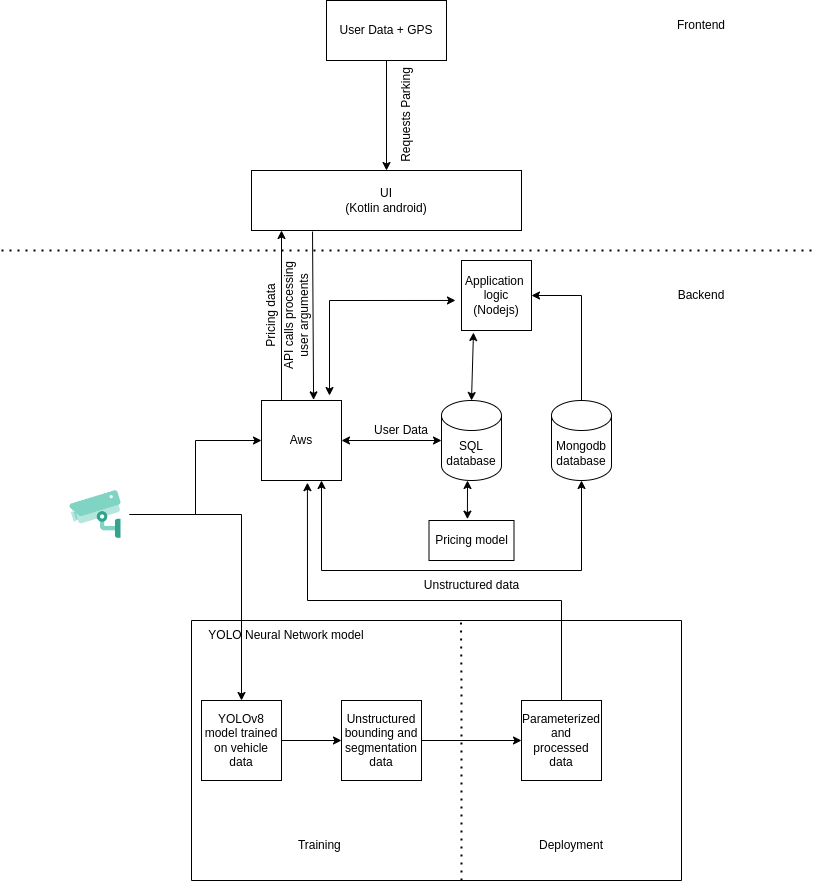 User Data + GPS
Frontend
Requests Parking
UI
(Kotlin android)
Pricing data
API calls processing
user arguments
Application
logic
(Nodejs)
Backend
Aws
User Data
SQL
database
Mongodb
database
Pricing model
Unstructured data
YOLO Neural Network model
YOLOv8
model trained
on vehicle
data
Unstructured
bounding and
segmentation
data
Parameterized
and
processed
data
Training
Deployment